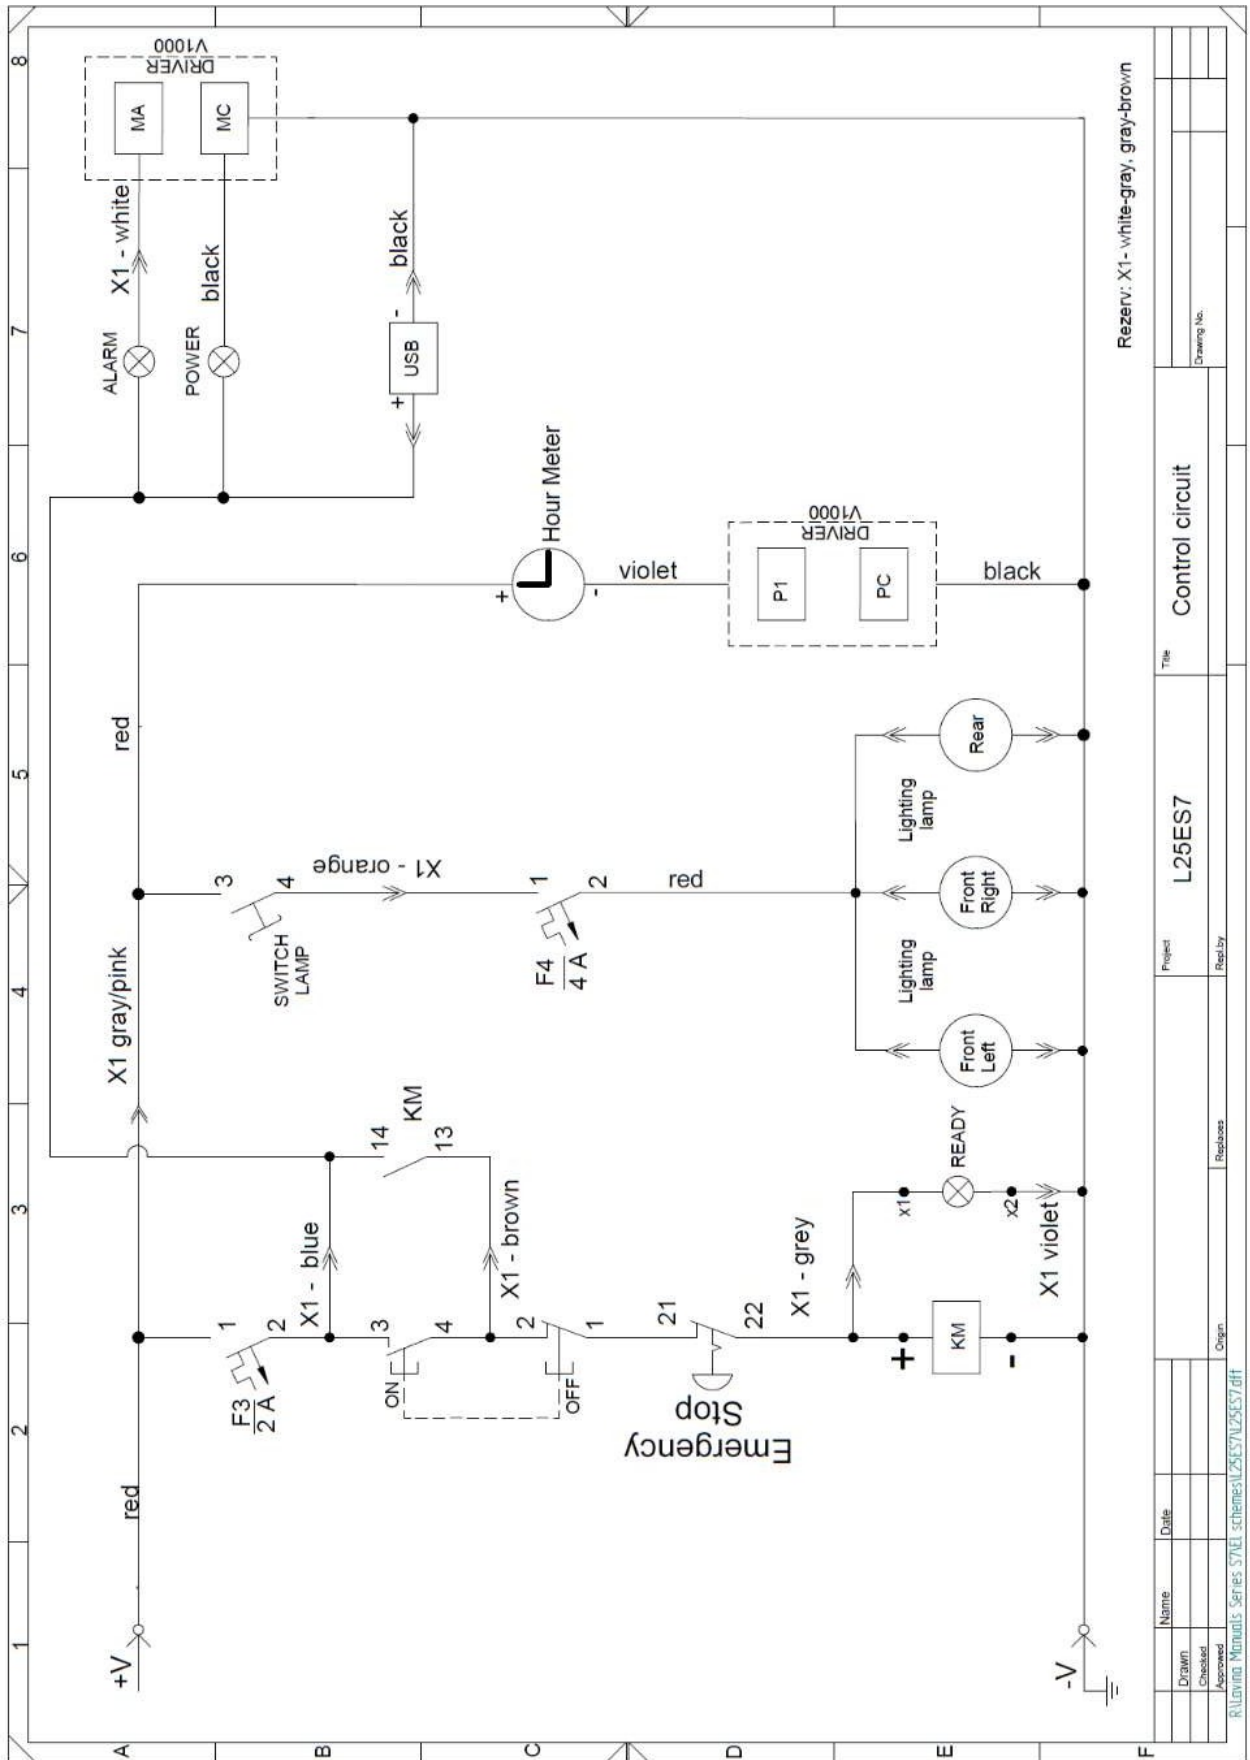 1
2
3
4
5
6
7
8
A
B
C
D
E
F
+V
red
X1 gray/pink
red
F3
2 A
1
2
X1 - blue
ON
3
4
X1 - brown
OFF
2
1
Emergency
Stop
21
22
X1 - grey
+
KM
-
x1
READY
x2
X1 violet
14
KM
13
SWITCH
LAMP
3
4
X1 - orange
F4
4 A
1
2
red
Front
Left
Lighting
lamp
Front
Right
Lighting
lamp
Rear
+
Hour Meter
-
violet
DRIVER
V1000
P1
PC
black
ALARM
X1 - white
POWER
black
DRIVER
V1000
MA
MC
+
USB
-
black
-V
Rezerv: X1- white-gray, gray-brown
Drawn
Checked
Approved
Name
Date
Origin
Replaces
Project
L25ES7
Repl.by
Title
Control circuit
Drawing No.
R:\Lavina Manuals Series S7\El schemes\L25ES7\L25ES7.dft